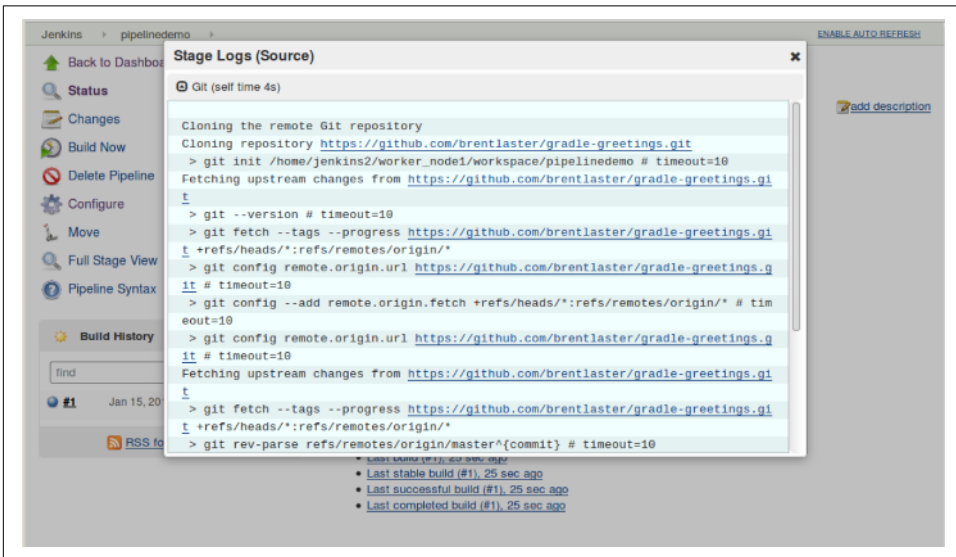 Jenkins › pipelinedemo ›
ENABLE AUTO REFRESH
Back to Dashboa
Status
Changes
Build Now
Delete Pipeline
Configure
Move
Full Stage View
Pipeline Syntax
Build History
find
#1 Jan 15, 20
RSS fo
add description
Stage Logs (Source)
Git (self time 4s)
Cloning the remote Git repository
Cloning repository https://github.com/brentlaster/gradle-greetings.git
> git init /home/jenkins2/worker_node1/workspace/pipelinedemo # timeout=10
Fetching upstream changes from https://github.com/brentlaster/gradle-greetings.gi
t
> git --version # timeout=10
> git fetch --tags --progress https://github.com/brentlaster/gradle-greetings.gi
t +refs/heads/*:refs/remotes/origin/*
> git config remote.origin.url https://github.com/brentlaster/gradle-greetings.g
it # timeout=10
> git config --add remote.origin.fetch +refs/heads/*:refs/remotes/origin/* # tim
eout=10
> git config remote.origin.url https://github.com/brentlaster/gradle-greetings.g
it # timeout=10
Fetching upstream changes from https://github.com/brentlaster/gradle-greetings.gi
t
> git fetch --tags --progress https://github.com/brentlaster/gradle-greetings.gi
t +refs/heads/*:refs/remotes/origin/*
> git rev-parse refs/remotes/origin/master^{commit} # timeout=10
Last build (#1), 25 sec ago
Last stable build (#1), 25 sec ago
Last successful build (#1), 25 sec ago
Last completed build (#1), 25 sec ago